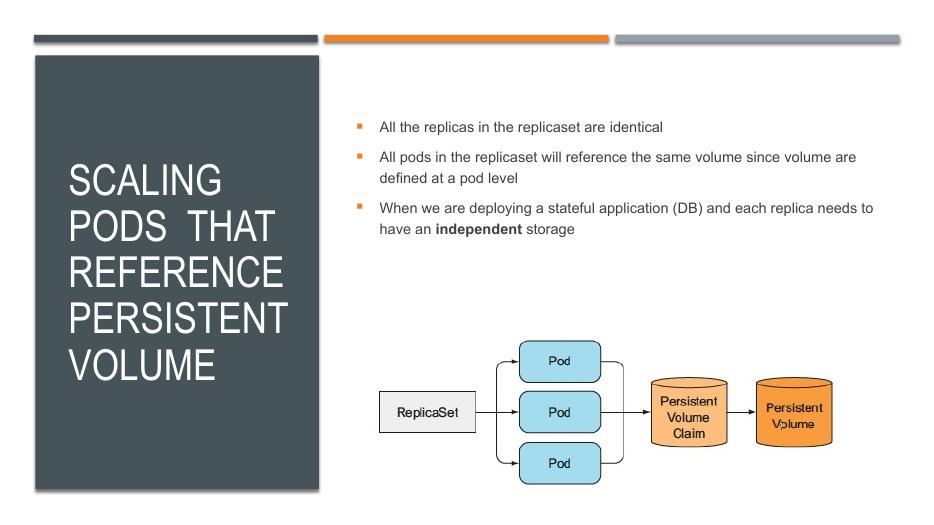 SCALING
PODS THAT
REFERENCE
PERSISTENT
VOLUME
All the replicas in the replicaset are identical
All pods in the replicaset will reference the same volume since volume are
defined at a pod level
When we are deploying a stateful application (DB) and each replica needs to
have an independent storage
ReplicaSet
Pod
Pod
Pod
Persistent
Volume
Claim
Persistent
Volume